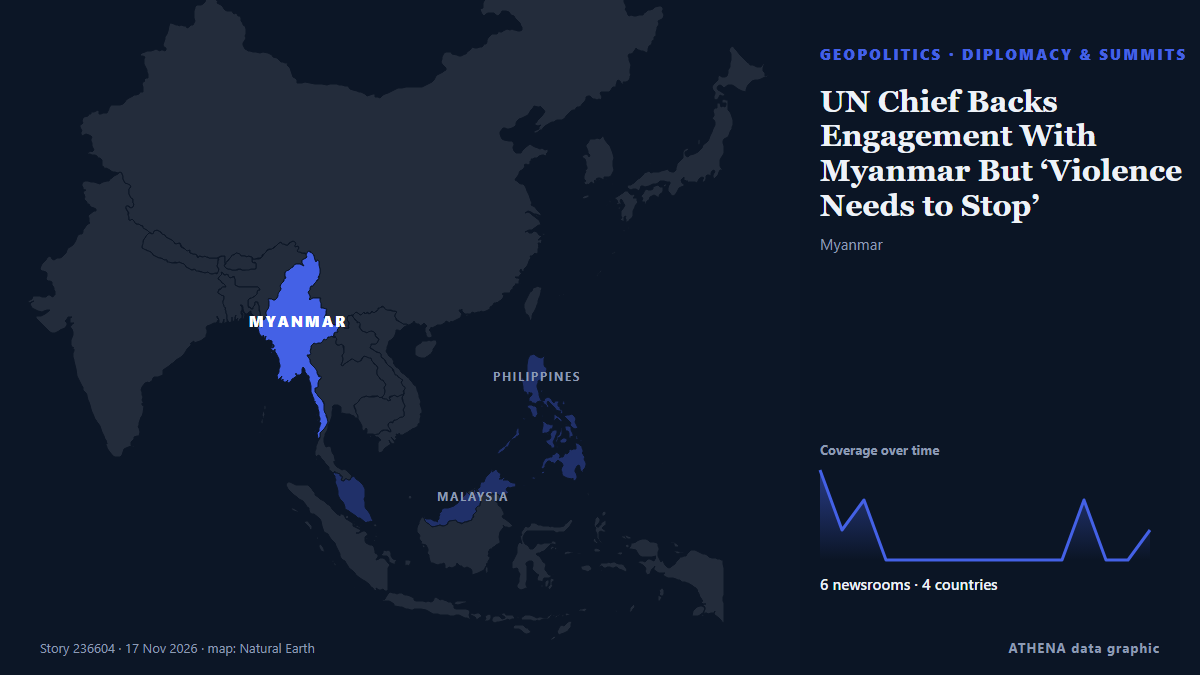 GEOPOLITICS · DIPLOMACY & SUMMITS
UN Chief Backs
Engagement With
Myanmar But ‘Violence
Needs to Stop’
Myanmar
MYANMAR
PHILIPPINES
MALAYSIA
Coverage over time
6 newsrooms · 4 countries
Story 236604 · 17 Nov 2026 · map: Natural Earth
ATHENA data graphic